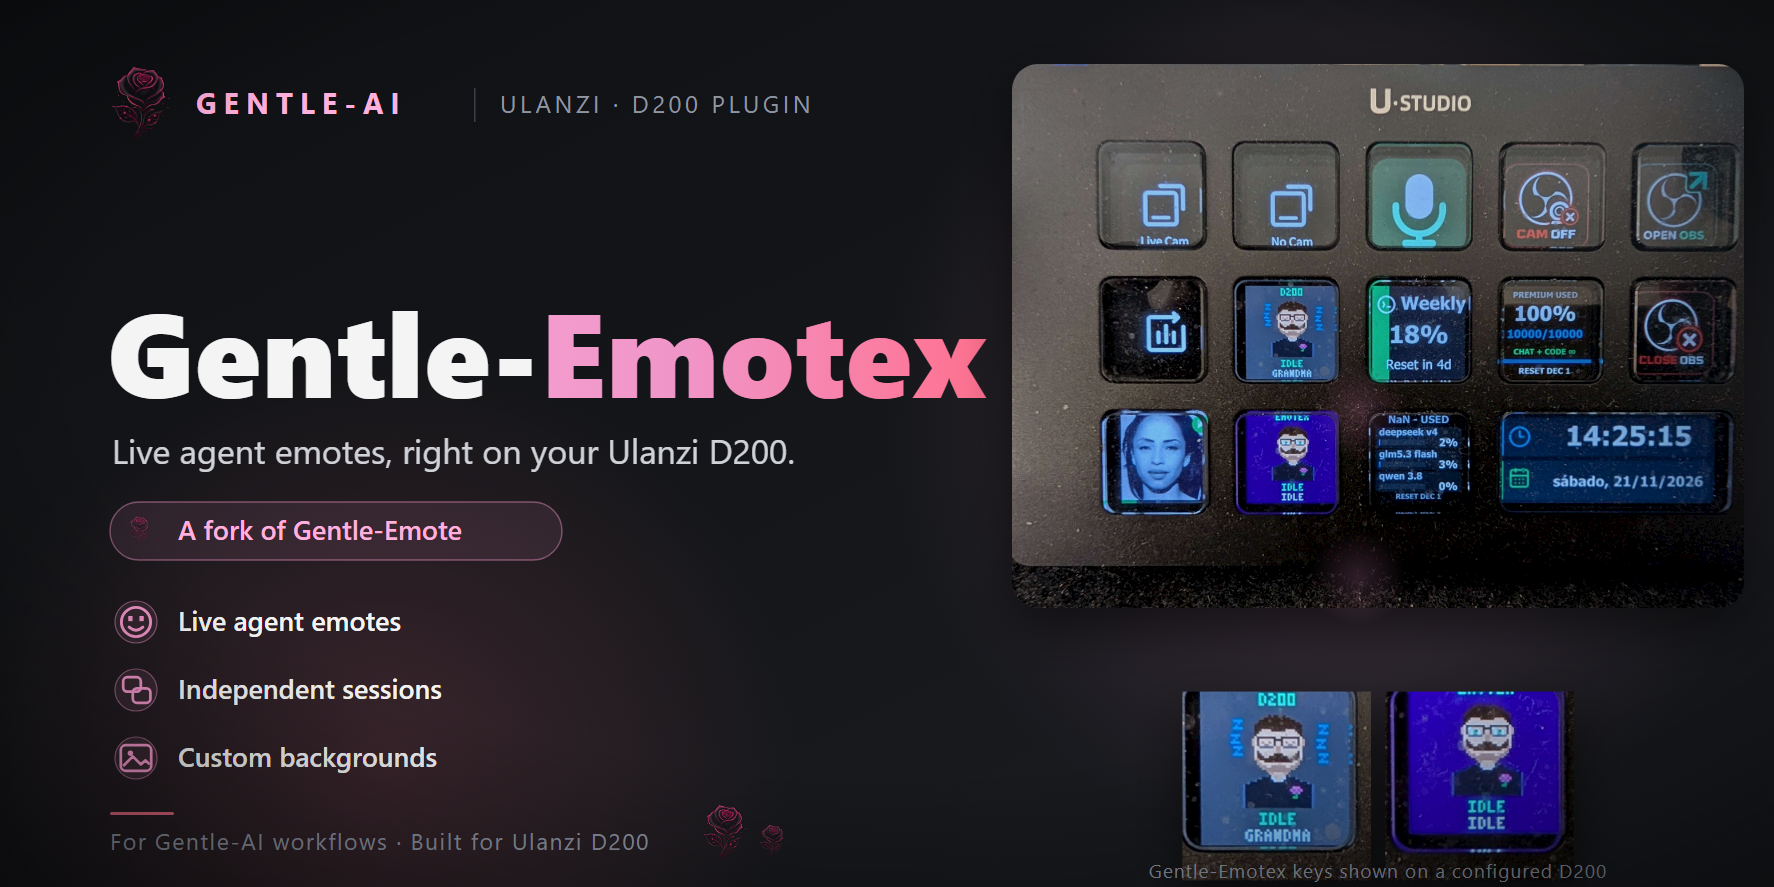 GENTLE-AI
ULANZI · D200 PLUGIN
Gentle-Emotex
Live agent emotes, right on your Ulanzi D200.
A fork of Gentle-Emote
Live agent emotes
Independent sessions
Custom backgrounds
For Gentle-AI workflows · Built for Ulanzi D200
U·STUDIO
Live Cam
No Cam
CAM OFF
OPEN OBS
D200
IDLE
GRANDMA
Weekly
18%
Reset in 4d
PREMIUM USED
100%
10000/10000
CHAT + CODE ∞
RESET DEC 1
CLOSE OBS
EMOTEX
IDLE
IDLE
NaN - USED
deepseek v4
2%
glm5.3 flash
3%
qwen 3.8
0%
RESET DEC 1
14:25:15
sábado, 21/11/2026
D200
IDLE
GRANDMA
IDLE
IDLE
Gentle-Emotex keys shown on a configured D200